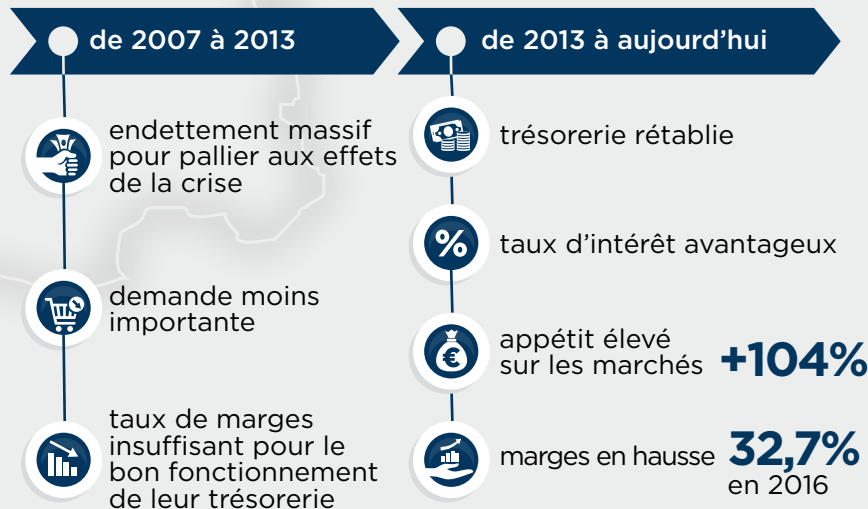 de 2007 à 2013
endettement massif
pour pallier aux effets
de la crise
demande moins
importante
taux de marges
insuffisant pour le
bon fonctionnement
de leur trésorerie
de 2013 à aujourd’hui
trésorerie rétablie
%
taux d’intérêt avantageux
€
appétit élevé
sur les marchés +104%
marges en hausse 32,7%
en 2016